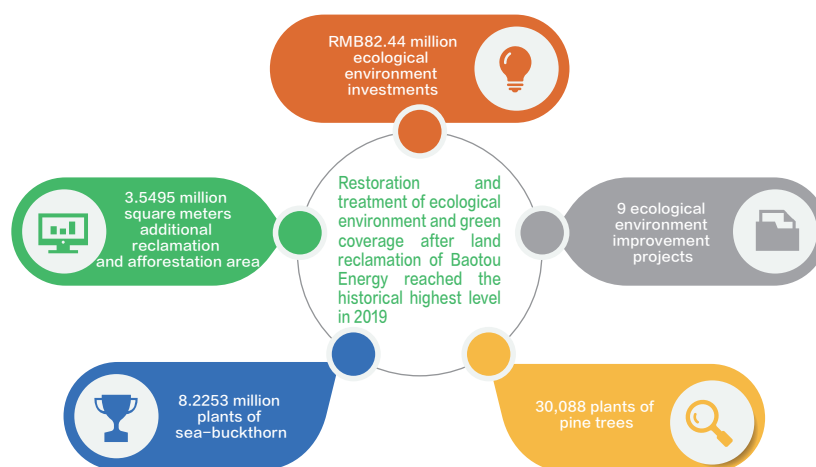 RMB82.44 million
ecological
environment
investments
3.5495 million
square meters
additional
reclamation
and afforestation area
Restoration and
treatment of ecological
environment and green
coverage after land
reclamation of Baotou
Energy reached the
historical highest level
in 2019
9 ecological
environment
improvement
projects
8.2253 million
plants of
sea-buckthorn
30,088 plants of
pine trees